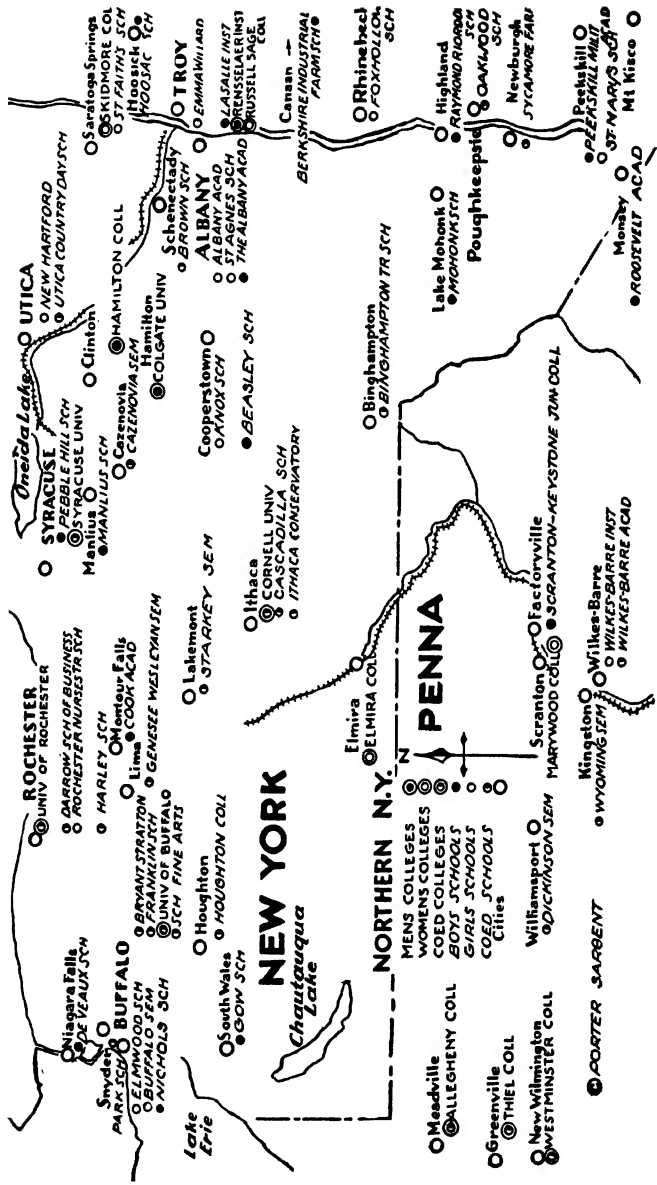 Niagara Falls
DE VEAUX SCH
Snyder
PARK SCH
BUFFALO
ELMWOOD SCH
BUFFALO SEM
NICHOLS SCH
Lake
Erie
ROCHESTER
UNIV OF ROCHESTER
DARROW SCH OF BUSINESS
ROCHESTER NURSES TR SCH
HARLEY SCH
Montour Falls
COOK ACAD
Lima
GENESEE WESLEYAN SEM
BRYANT STRATTON
FRANKLIN SCH
UNIV OF BUFFALO
SCH FINE ARTS
Houghton
HOUGHTON COLL
South Wales
GOW SCH
Lakemont
STARKEY SEM
Oneida Lake
SYRACUSE
PEBBLE HILL SCH
SYRACUSE UNIV
Manlius
MANLIUS SCH
Cazenovia
CAZENOVIA SEM
UTICA
NEW HARTFORD
UTICA COUNTRY DAY SCH
Clinton
HAMILTON COLL
Hamilton
COLGATE UNIV
Cooperstown
KNOX SCH
BEASLEY SCH
Ithaca
CORNELL UNIV
CASCADILLA SCH
ITHACA CONSERVATORY
Saratoga Springs
SKIDMORE COL
ST FAITHS SCH
Hoosick
HOOSAC SCH
TROY
EMMA WILLARD
LASALLE INST
RENSSELAER INST
RUSSELL SAGE COLL
Schenectady
BROWN SCH
ALBANY
ALBANY ACAD
ST AGNES SCH
THE ALBANY ACAD
Canaan
BERKSHIRE INDUSTRIAL
FARM SCH
Rhinebeck
FOXHOLLOW
SCH
Highland
RAYMOND RIORDON
SCH
OAKWOOD
SCH
Lake Mohonk
MOHONK SCH
Poughkeepsie
Newburgh
SYCAMORE FARM
Peekskill
PEEKSKILL MILIT ACAD
ST MARY'S SCH
Mt Kisco
Monsey
ROOSEVELT ACAD
Binghampton
BINGHAMPTON TR SCH
Elmira
ELMIRA COLL
NEW YORK
Chautauqua
Lake
NORTHERN N.Y.
PENNA
N
MENS COLLEGES
WOMENS COLLEGES
COED COLLEGES
BOYS SCHOOLS
GIRLS SCHOOLS
COED SCHOOLS
Cities
Meadville
ALLEGHENY COLL
Greenville
THIEL COLL
New Wilmington
WESTMINSTER COLL
Williamsport
DICKINSON SEM
Scranton
MARYWOOD COLL
Factoryville
SCRANTON-KEYSTONE JUN COLL
Kingston
WYOMING SEM
Wilkes-Barre
WILKES-BARRE INST
WILKES-BARRE ACAD
© PORTER SARGENT